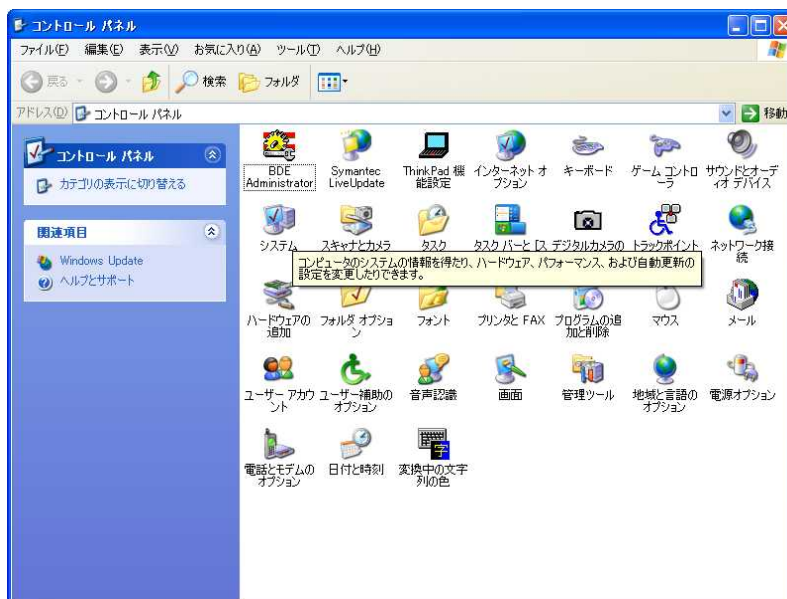 コントロール パネル
ファイル(F) 編集(E) 表示(V) お気に入り(A) ツール(T) ヘルプ(H)
戻る 検索 フォルダ
アドレス(D) コントロール パネル 移動
コントロール パネル
カテゴリの表示に切り替える
関連項目
Windows Update
ヘルプとサポート
BDE
Administrator
Symantec
LiveUpdate
ThinkPad 機
能設定
インターネット オ
プション
キーボード
ゲーム コントロ
ーラ
サウンドとオーデ
ィオ デバイス
システム
スキャナとカメラ
タスク
タスク バーと [ス
デジタルカメラの
トラックポイント
ネットワーク接
続
コンピュータのシステムの情報を得たり、ハードウェア、パフォーマンス、および自動更新の
設定を変更したりできます。
ハードウェアの
追加
フォルダ オプショ
ン
フォント
プリンタと FAX
プログラムの追
加と削除
マウス
メール
ユーザー アカウ
ント
ユーザー補助の
オプション
音声認識
画面
管理ツール
地域と言語の
オプション
電源オプション
電話とモデムの
オプション
日付と時刻
変換中の文字
列の色
字